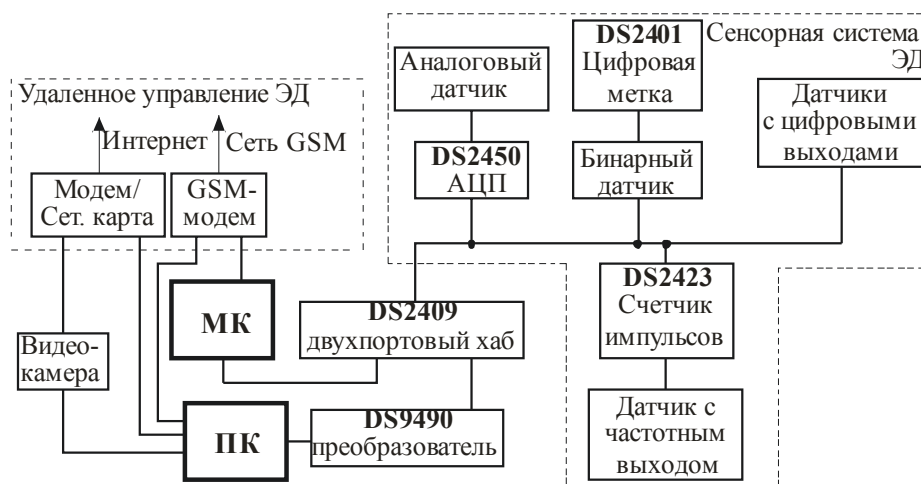 Сенсорная система
ЭД
DS2401
Цифровая
метка
Аналоговый
датчик
Удаленное управление ЭД
Датчики
с цифровыми
выходами
Интернет
Сеть GSM
DS2450
АЦП
Бинарный
датчик
Модем/
Сет. карта
GSM-
модем
DS2423
Счетчик
импульсов
DS2409
двухпортовый хаб
МК
Видео-
камера
DS9490
преобразователь
ПК
Датчик с
частотным
выходом